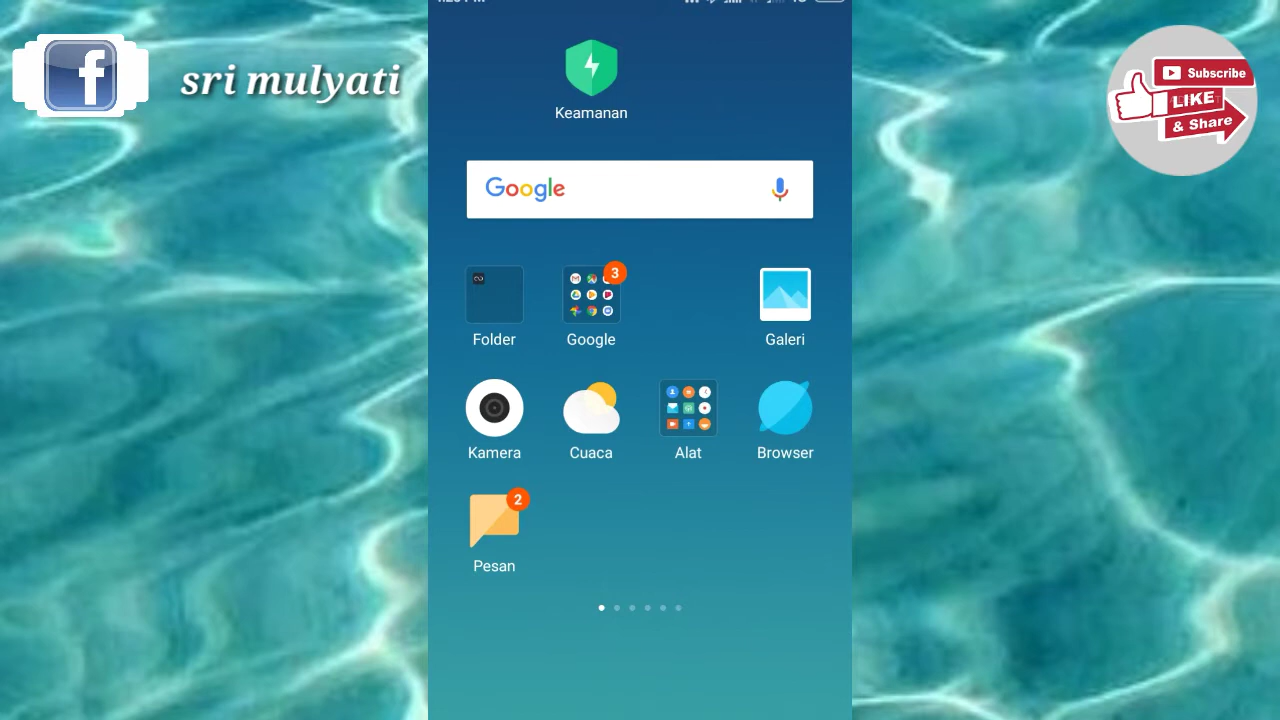 sri mulyati
Subscribe
LIKE
& Share
Keamanan
Google
3
Folder
Google
Galeri
Kamera
Cuaca
Alat
Browser
2
Pesan